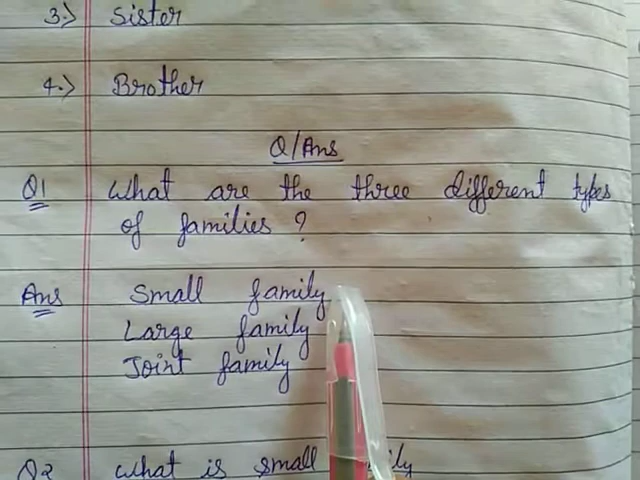 3.) Sister
4.) Brother
Q/Ans
Q1 What are the three different types
of families ?
Ans Small family
Large family
Joint family
Q2 What is small